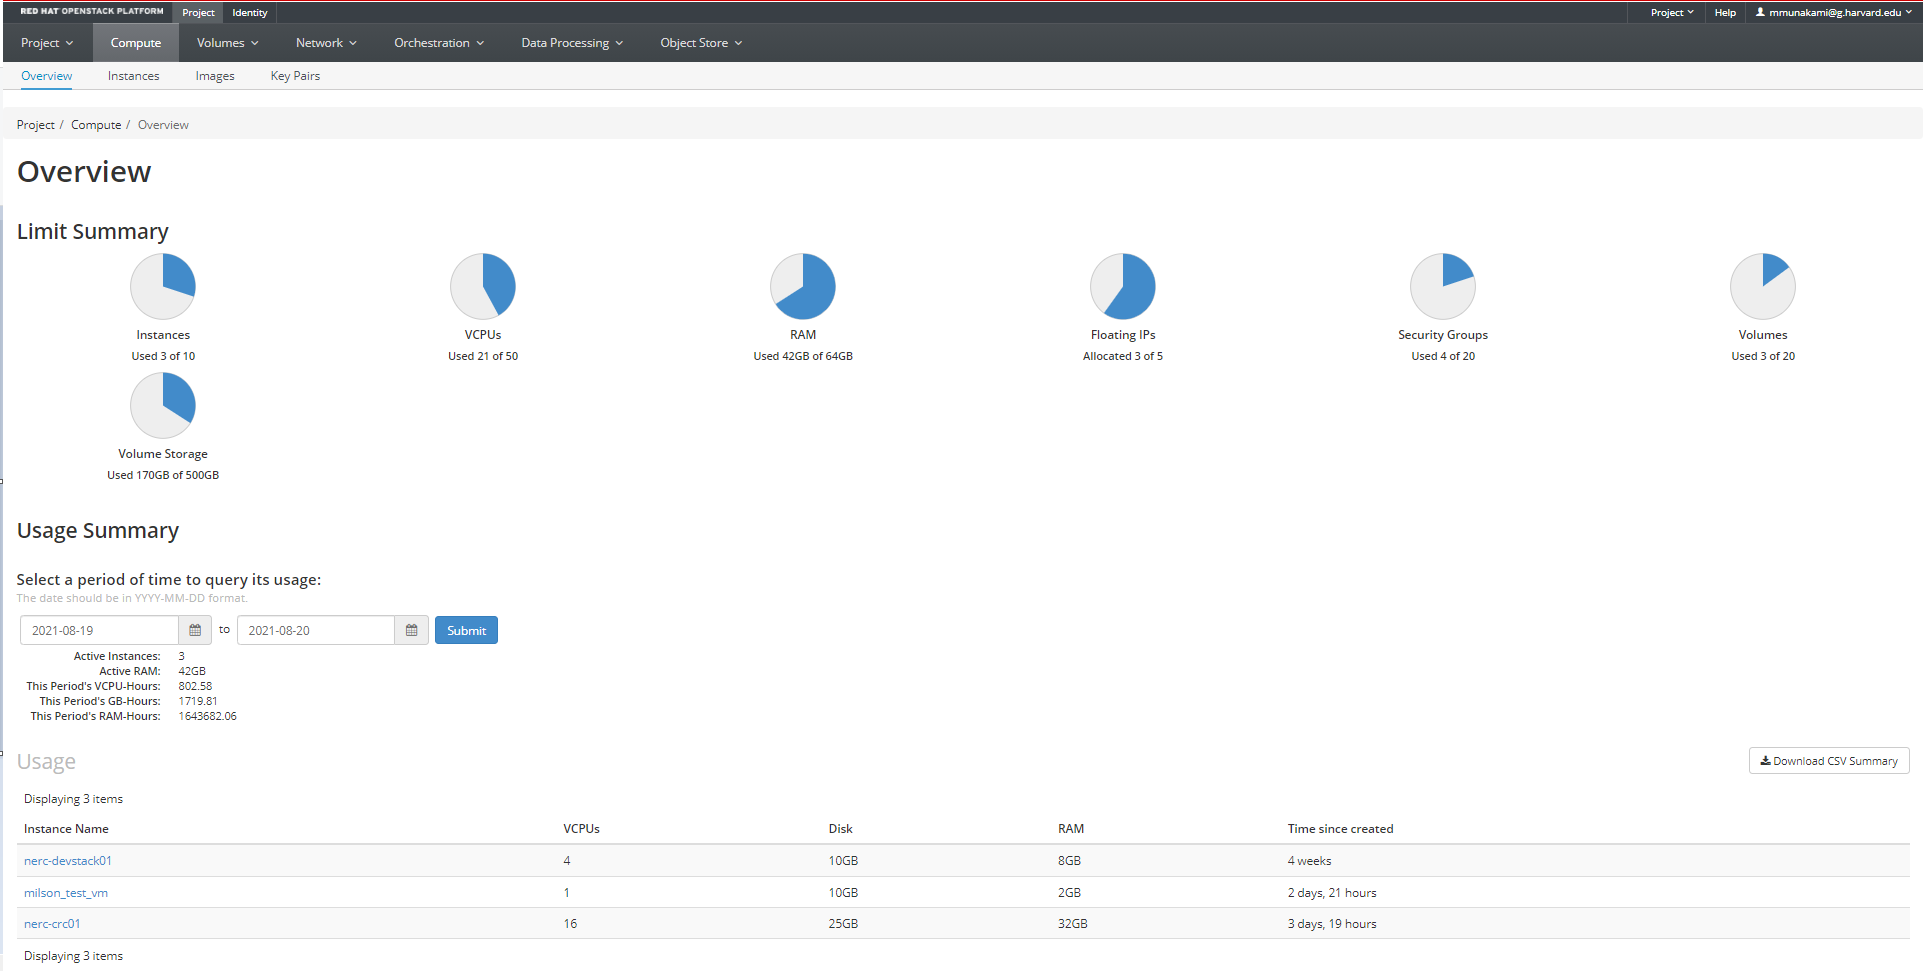 RED HAT OPENSTACK PLATFORM Project Identity Project Help mmunakami@g.harvard.edu
Project Compute Volumes Network Orchestration Data Processing Object Store
Overview Instances Images Key Pairs
Project / Compute / Overview
Overview
Limit Summary
Instances VCPUs RAM Floating IPs Security Groups Volumes
Used 3 of 10 Used 21 of 50 Used 42GB of 64GB Allocated 3 of 5 Used 4 of 20 Used 3 of 20
Volume Storage
Used 170GB of 500GB
Usage Summary
Select a period of time to query its usage:
The date should be in YYYY-MM-DD format.
2021-08-19 to 2021-08-20 Submit
Active Instances: 3
Active RAM: 42GB
This Period's VCPU-Hours: 802.58
This Period's GB-Hours: 1719.81
This Period's RAM-Hours: 1643682.06
Usage Download CSV Summary
Displaying 3 items
Instance Name VCPUs Disk RAM Time since created
nerc-devstack01 4 10GB 8GB 4 weeks
milson_test_vm 1 10GB 2GB 2 days, 21 hours
nerc-crc01 16 25GB 32GB 3 days, 19 hours
Displaying 3 items